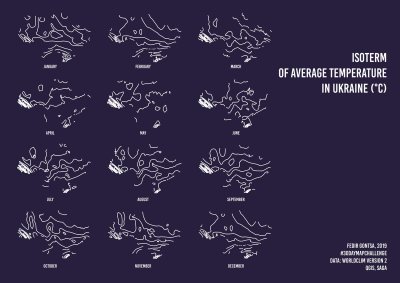 ISOTERM
OF AVERAGE TEMPERATURE
IN UKRAINE (°C)
JANUARY
FEBRUARY
MARCH
APRIL
MAY
JUNE
JULY
AUGUST
SEPTEMBER
OCTOBER
NOVEMBER
DECEMBER
FEDIR GONTSA, 2019
#30DAYMAPCHALLENGE
DATA: WORLDCLIM VERSION 2
QGIS, SAGA